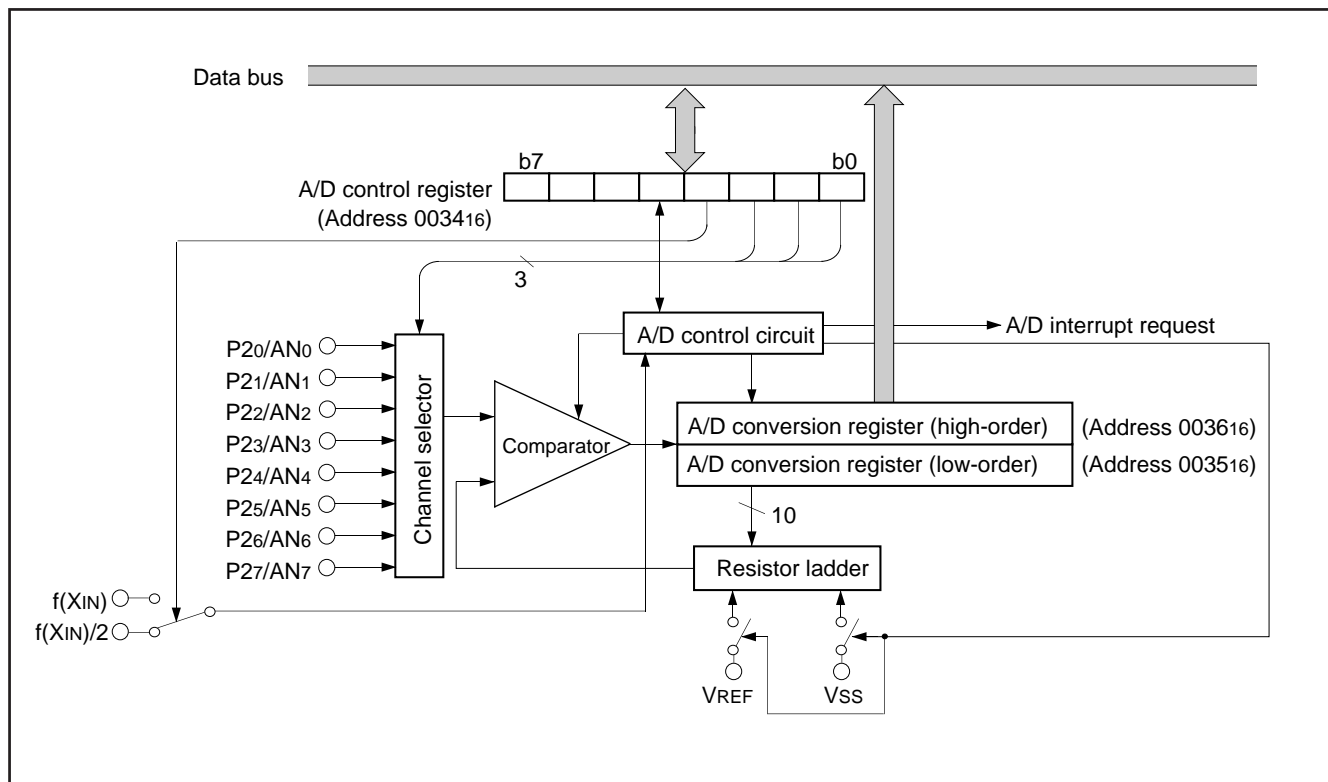 Data bus
b7 b0
A/D control register
(Address 003416)
3
A/D control circuit
A/D interrupt request
P20/AN0
P21/AN1
P22/AN2
P23/AN3
P24/AN4
P25/AN5
P26/AN6
P27/AN7
Channel selector
Comparator
A/D conversion register (high-order) (Address 003616)
A/D conversion register (low-order) (Address 003516)
10
Resistor ladder
f(XIN)
f(XIN)/2
VREF VSS